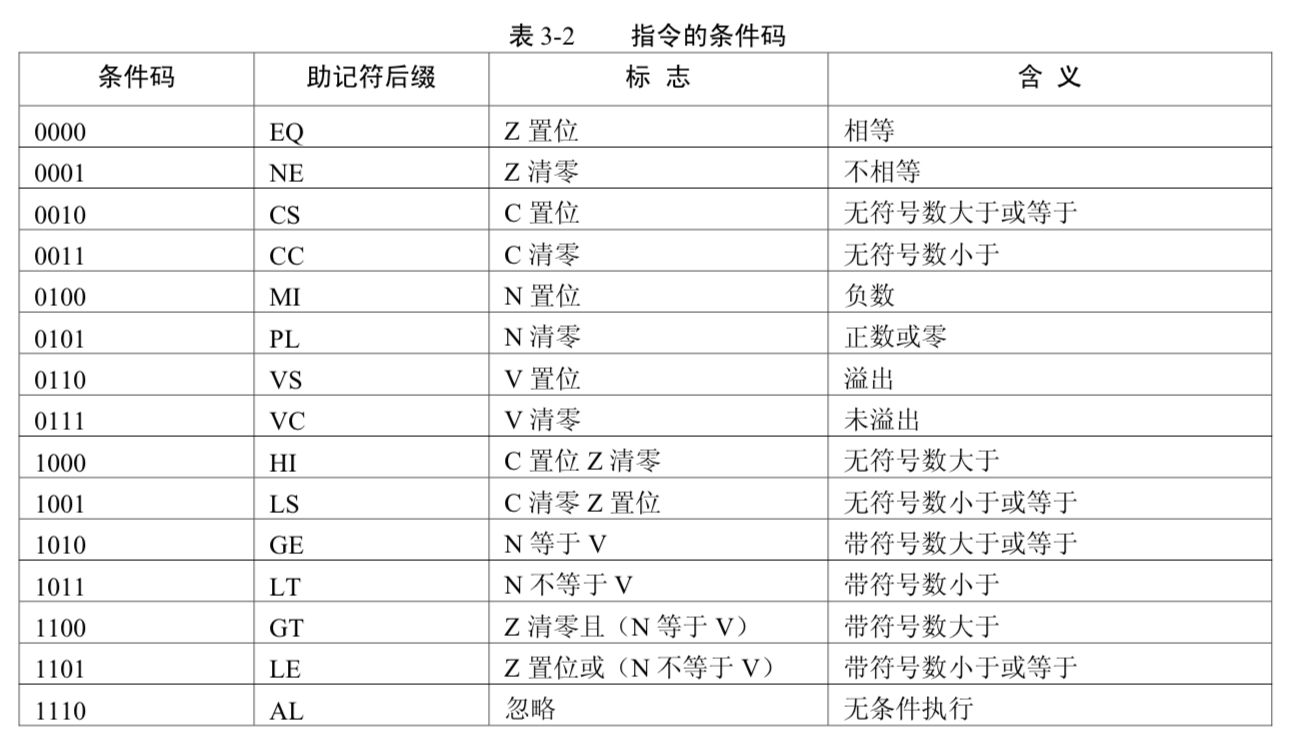 表 3-2 指令的条件码
条件码 助记符后缀 标 志 含 义
0000 EQ Z 置位 相等
0001 NE Z 清零 不相等
0010 CS C 置位 无符号数大于或等于
0011 CC C 清零 无符号数小于
0100 MI N 置位 负数
0101 PL N 清零 正数或零
0110 VS V 置位 溢出
0111 VC V 清零 未溢出
1000 HI C 置位 Z 清零 无符号数大于
1001 LS C 清零 Z 置位 无符号数小于或等于
1010 GE N 等于 V 带符号数大于或等于
1011 LT N 不等于 V 带符号数小于
1100 GT Z 清零且（N 等于 V） 带符号数大于
1101 LE Z 置位或（N 不等于 V） 带符号数小于或等于
1110 AL 忽略 无条件执行